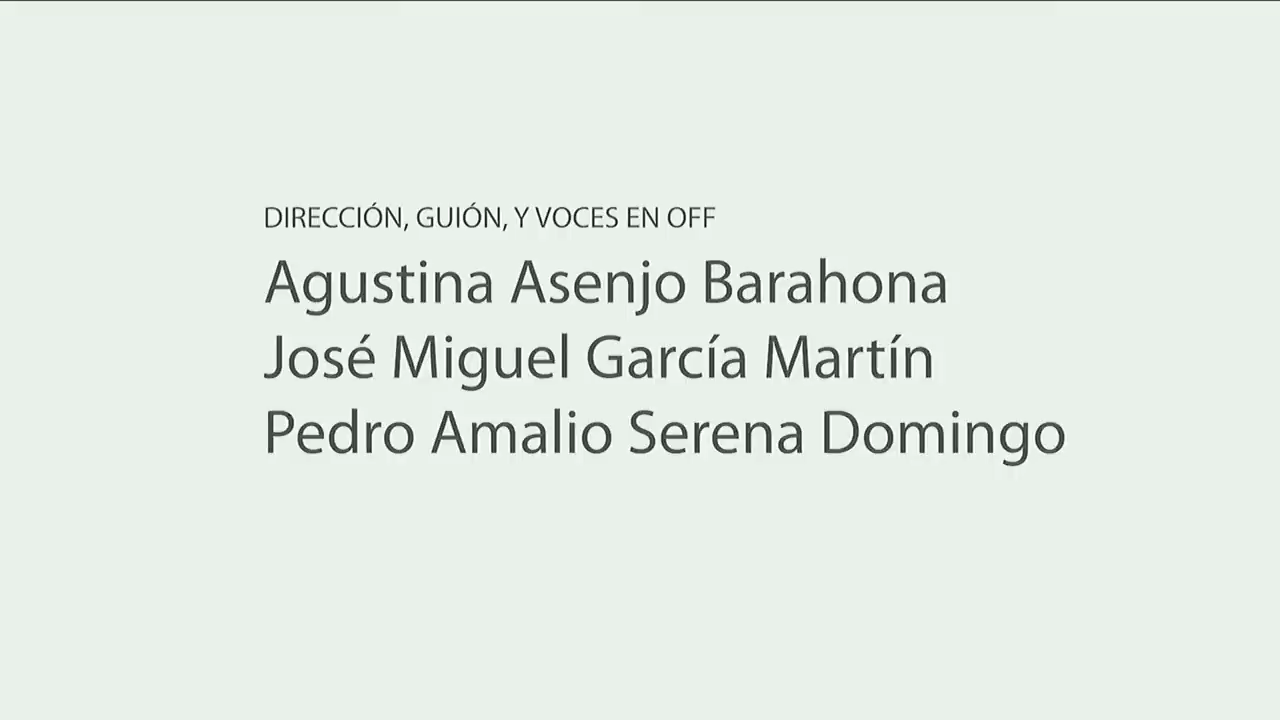 DIRECCIÓN, GUIÓN, Y VOCES EN OFF
Agustina Asenjo Barahona
José Miguel García Martín
Pedro Amalio Serena Domingo